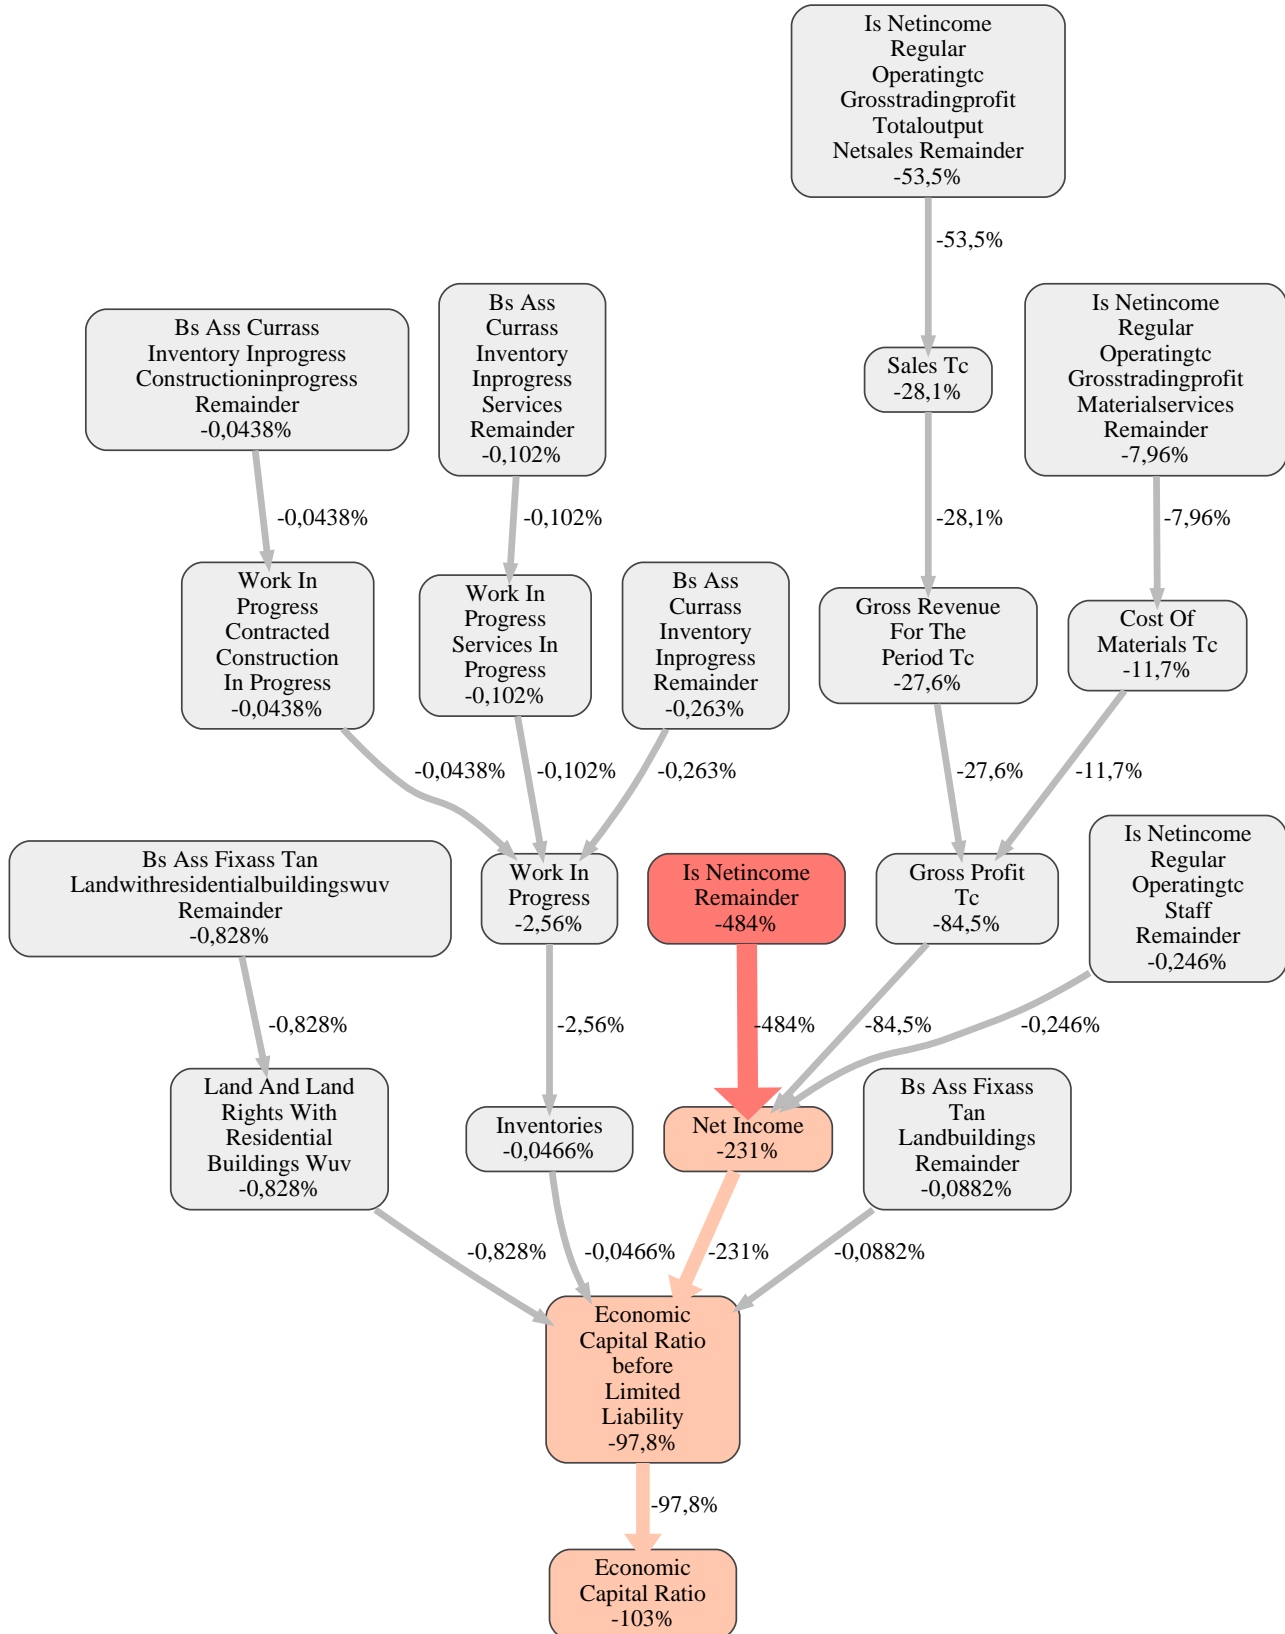 Is Netincome
Regular
Operatingtc
Grosstradingprofit
Totaloutput
Netsales Remainder
-53,5%
-53,5%
Bs Ass Currass
Inventory Inprogress
Constructioninprogress
Remainder
-0,0438%
Bs Ass
Currass
Inventory
Inprogress
Services
Remainder
-0,102%
Sales Tc
-28,1%
Is Netincome
Regular
Operatingtc
Grosstradingprofit
Materialservices
Remainder
-7,96%
-0,0438%
-0,102%
-28,1%
-7,96%
Work In
Progress
Contracted
Construction
In Progress
-0,0438%
Work In
Progress
Services In
Progress
-0,102%
Bs Ass
Currass
Inventory
Inprogress
Remainder
-0,263%
Gross Revenue
For The
Period Tc
-27,6%
Cost Of
Materials Tc
-11,7%
-0,0438%
-0,102%
-0,263%
-27,6%
-11,7%
Bs Ass Fixass Tan
Landwithresidentialbuildingswuv
Remainder
-0,828%
Work In
Progress
-2,56%
Is Netincome
Remainder
-484%
Gross Profit
Tc
-84,5%
Is Netincome
Regular
Operatingtc
Staff
Remainder
-0,246%
-0,828%
-2,56%
-484%
-84,5%
-0,246%
Land And Land
Rights With
Residential
Buildings Wuv
-0,828%
Inventories
-0,0466%
Net Income
-231%
Bs Ass Fixass
Tan
Landbuildings
Remainder
-0,0882%
-0,828%
-0,0466%
-231%
-0,0882%
Economic
Capital Ratio
before
Limited
Liability
-97,8%
-97,8%
Economic
Capital Ratio
-103%